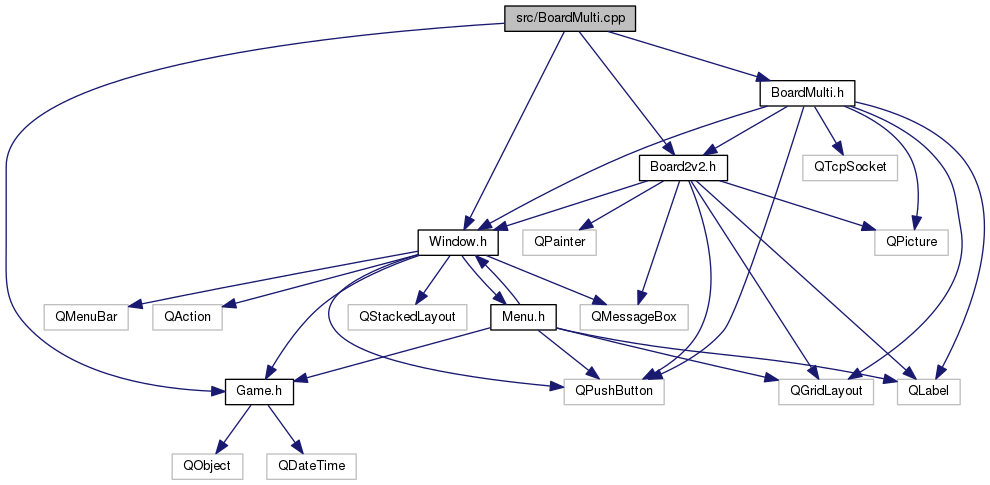 src/BoardMulti.cpp
BoardMulti.h
Board2v2.h
QTcpSocket
Window.h
QPainter
QPicture
QMenuBar
QAction
QStackedLayout
Menu.h
QMessageBox
Game.h
QPushButton
QGridLayout
QLabel
QObject
QDateTime